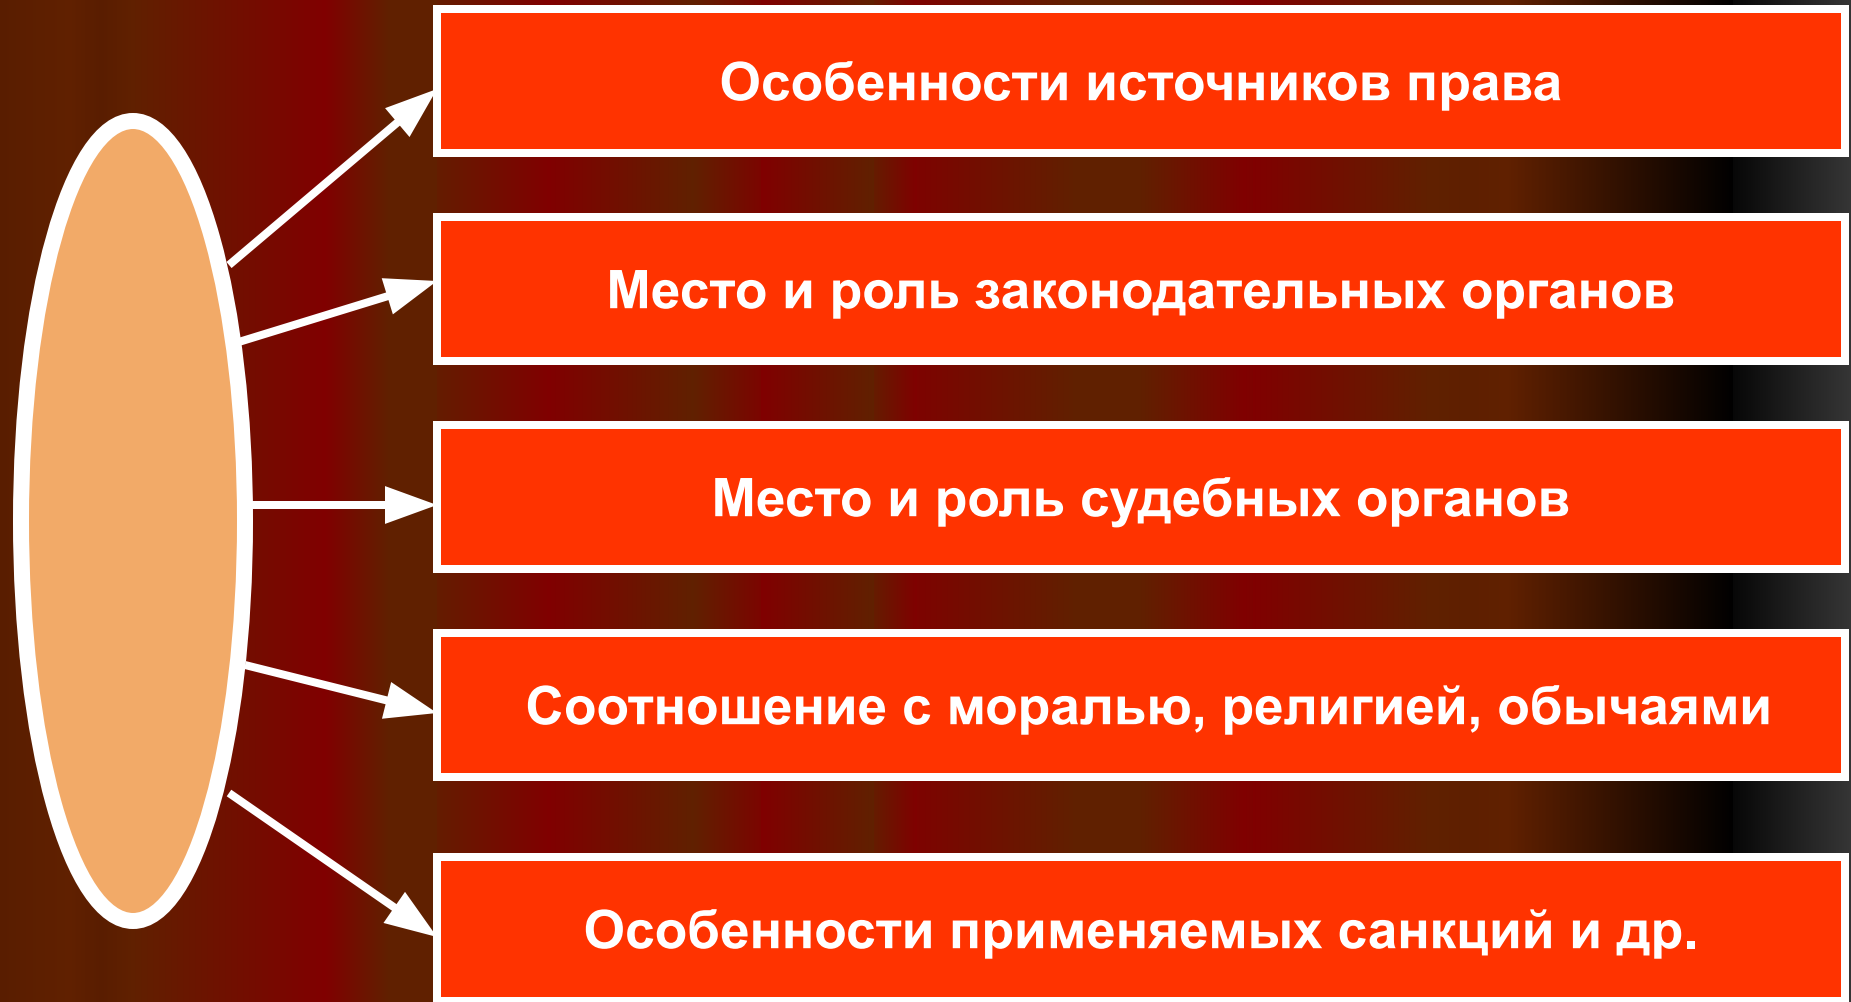 Особенности источников права
Место и роль законодательных органов
Место и роль судебных органов
Соотношение с моралью, религией, обычаями
Особенности применяемых санкций и др.